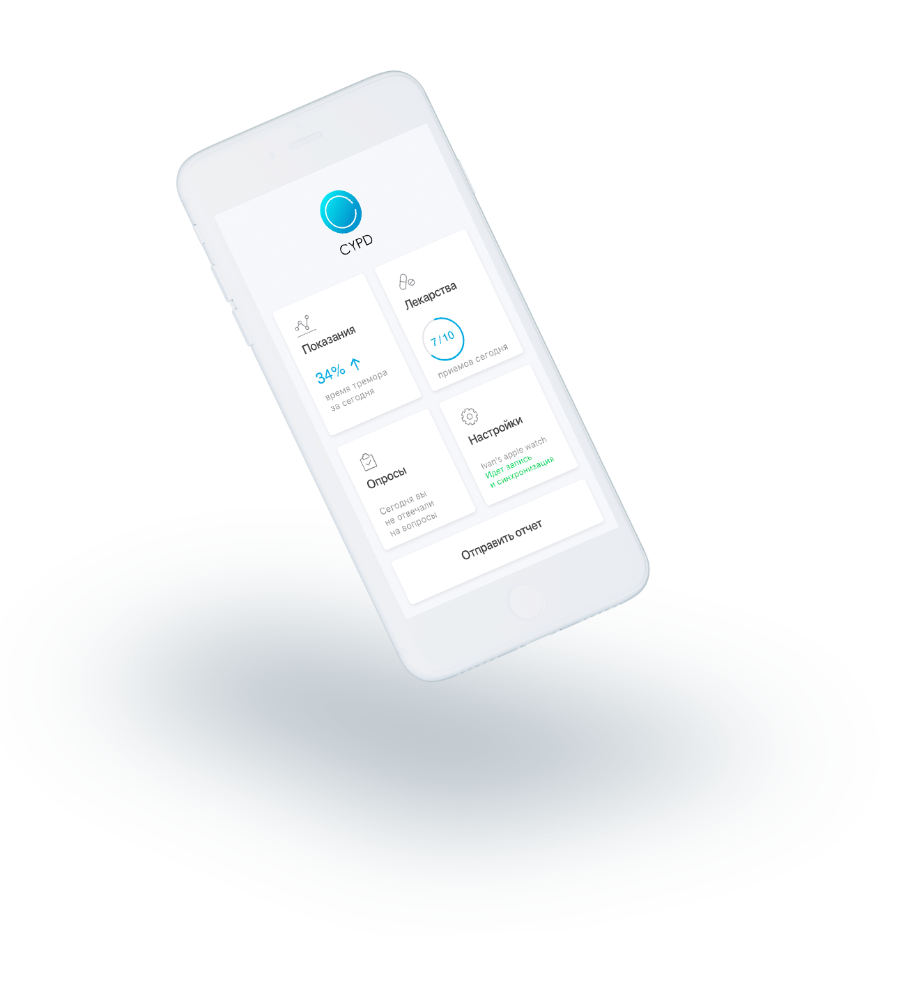 CYPD
Показания
34% ↑
время тремора
за сегодня
Лекарства
7/10
приемов сегодня
Опросы
Сегодня вы
не отвечали
на вопросы
Настройки
Ivan's apple watch
Идет запись
и синхронизация
Отправить отчет